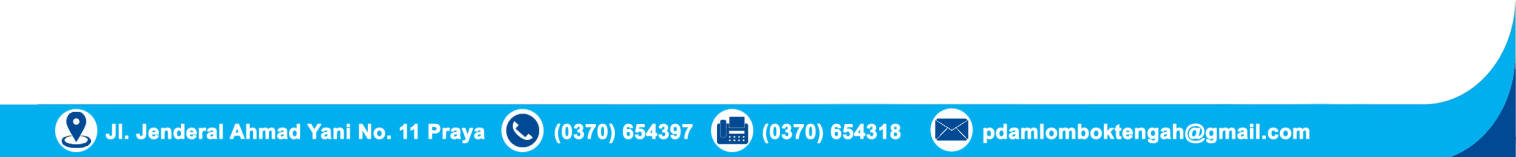 Jl. Jenderal Ahmad Yani No. 11 Praya (0370) 654397 (0370) 654318 pdamlomboktengah@gmail.com